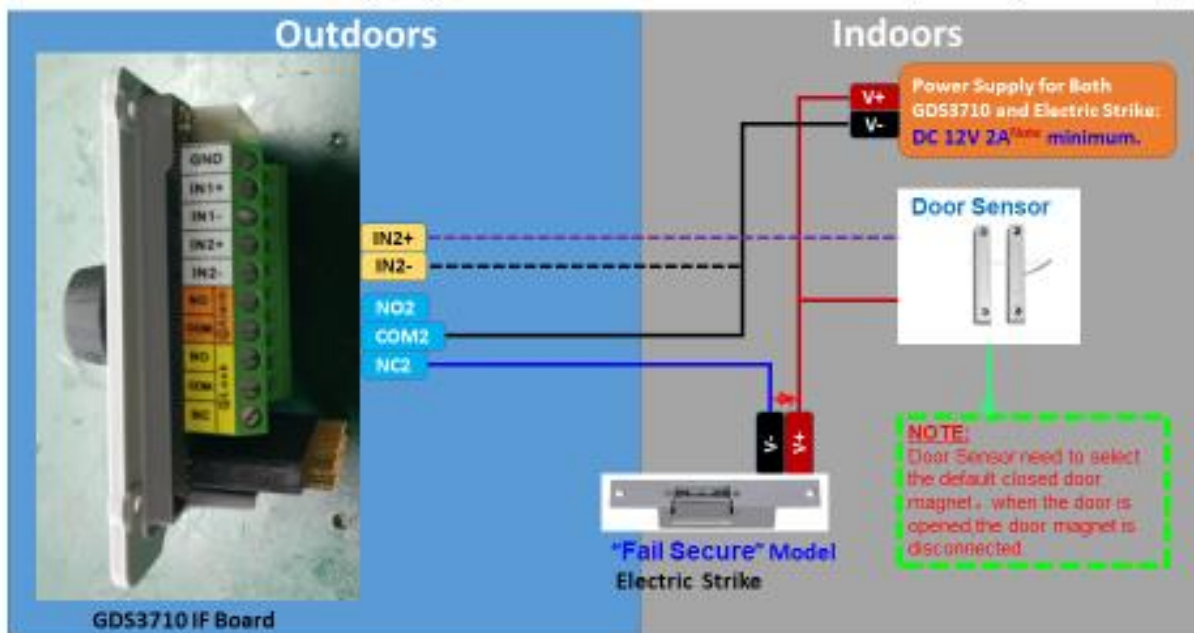 Outdoors
Indoors
V+
V-
Power Supply for Both
GDS3710 and Electric Strike:
DC 12V 2A Note minimum.
GND
IN1+
IN1-
IN2+
IN2-
NO
COM
NO
COM
NC
IN2+
IN2-
NO2
COM2
NC2
Door Sensor
V-
V+
"Fail Secure" Model
Electric Strike
NOTE:
Door Sensor need to select
the default closed door
magnet, when the door is
opened,the door magnet is
disconnected
GDS3710 IF Board